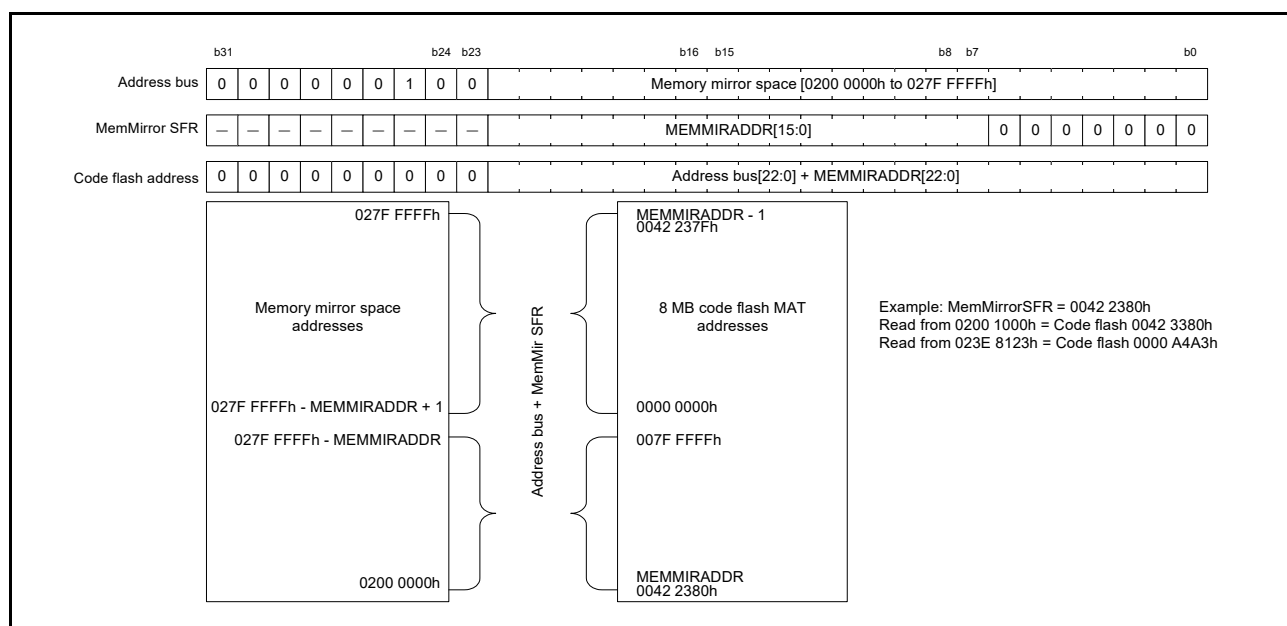 b31 b24 b23 b16 b15 b8 b7 b0
Address bus 0 0 0 0 0 0 1 0 0 Memory mirror space [0200 0000h to 027F FFFFh]
MemMirror SFR — — — — — — — — — MEMMIRADDR[15:0] 0 0 0 0 0 0 0
Code flash address 0 0 0 0 0 0 0 0 0 Address bus[22:0] + MEMMIRADDR[22:0]
027F FFFFh
Memory mirror space
addresses
027F FFFFh - MEMMIRADDR + 1
027F FFFFh - MEMMIRADDR
0200 0000h
Address bus + MemMir SFR
MEMMIRADDR - 1
0042 237Fh
8 MB code flash MAT
addresses
0000 0000h
007F FFFFh
MEMMIRADDR
0042 2380h
Example: MemMirrorSFR = 0042 2380h
Read from 0200 1000h = Code flash 0042 3380h
Read from 023E 8123h = Code flash 0000 A4A3h